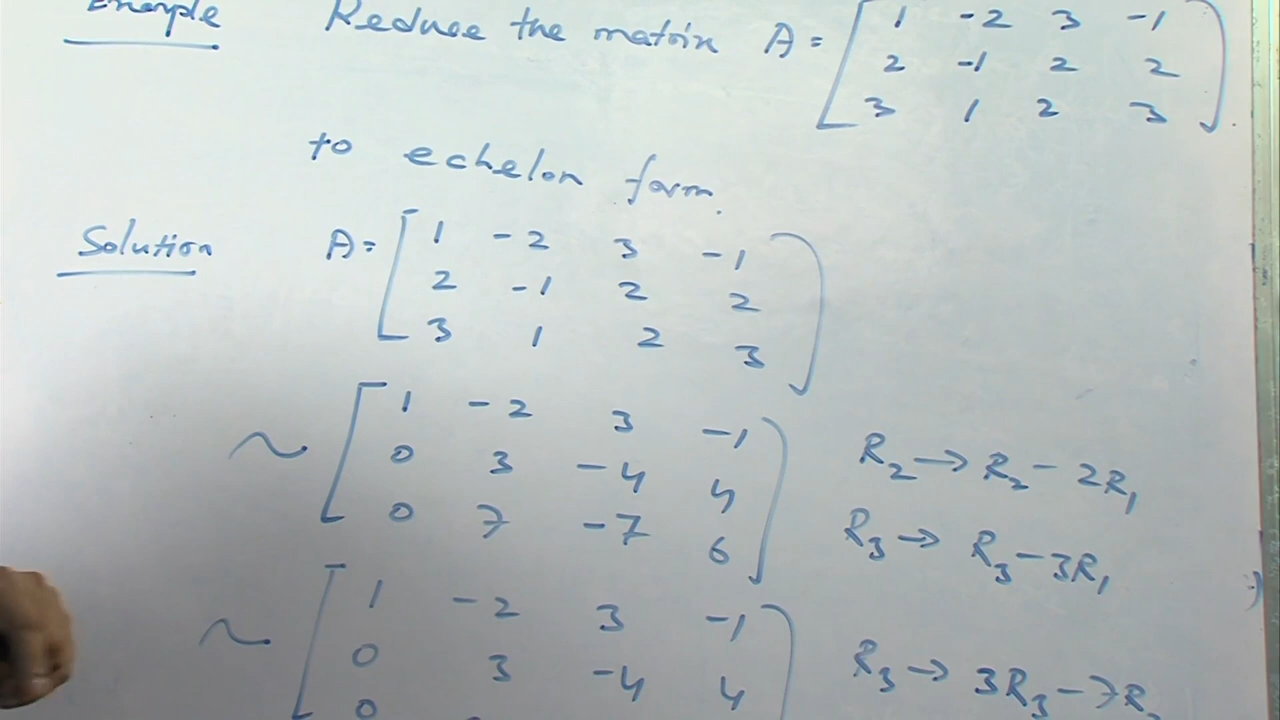 Example Reduce the matrix A = [ 1 -2 3 -1
2 -1 2 2
3 1 2 3 ]
to echelon form.
Solution A = [ 1 -2 3 -1
2 -1 2 2
3 1 2 3 ]
~ [ 1 -2 3 -1
0 3 -4 4 R₂ → R₂ - 2R₁
0 7 -7 6 ] R₃ → R₃ - 3R₁
~ [ 1 -2 3 -1
0 3 -4 4 R₃ → 3R₃ - 7R
0